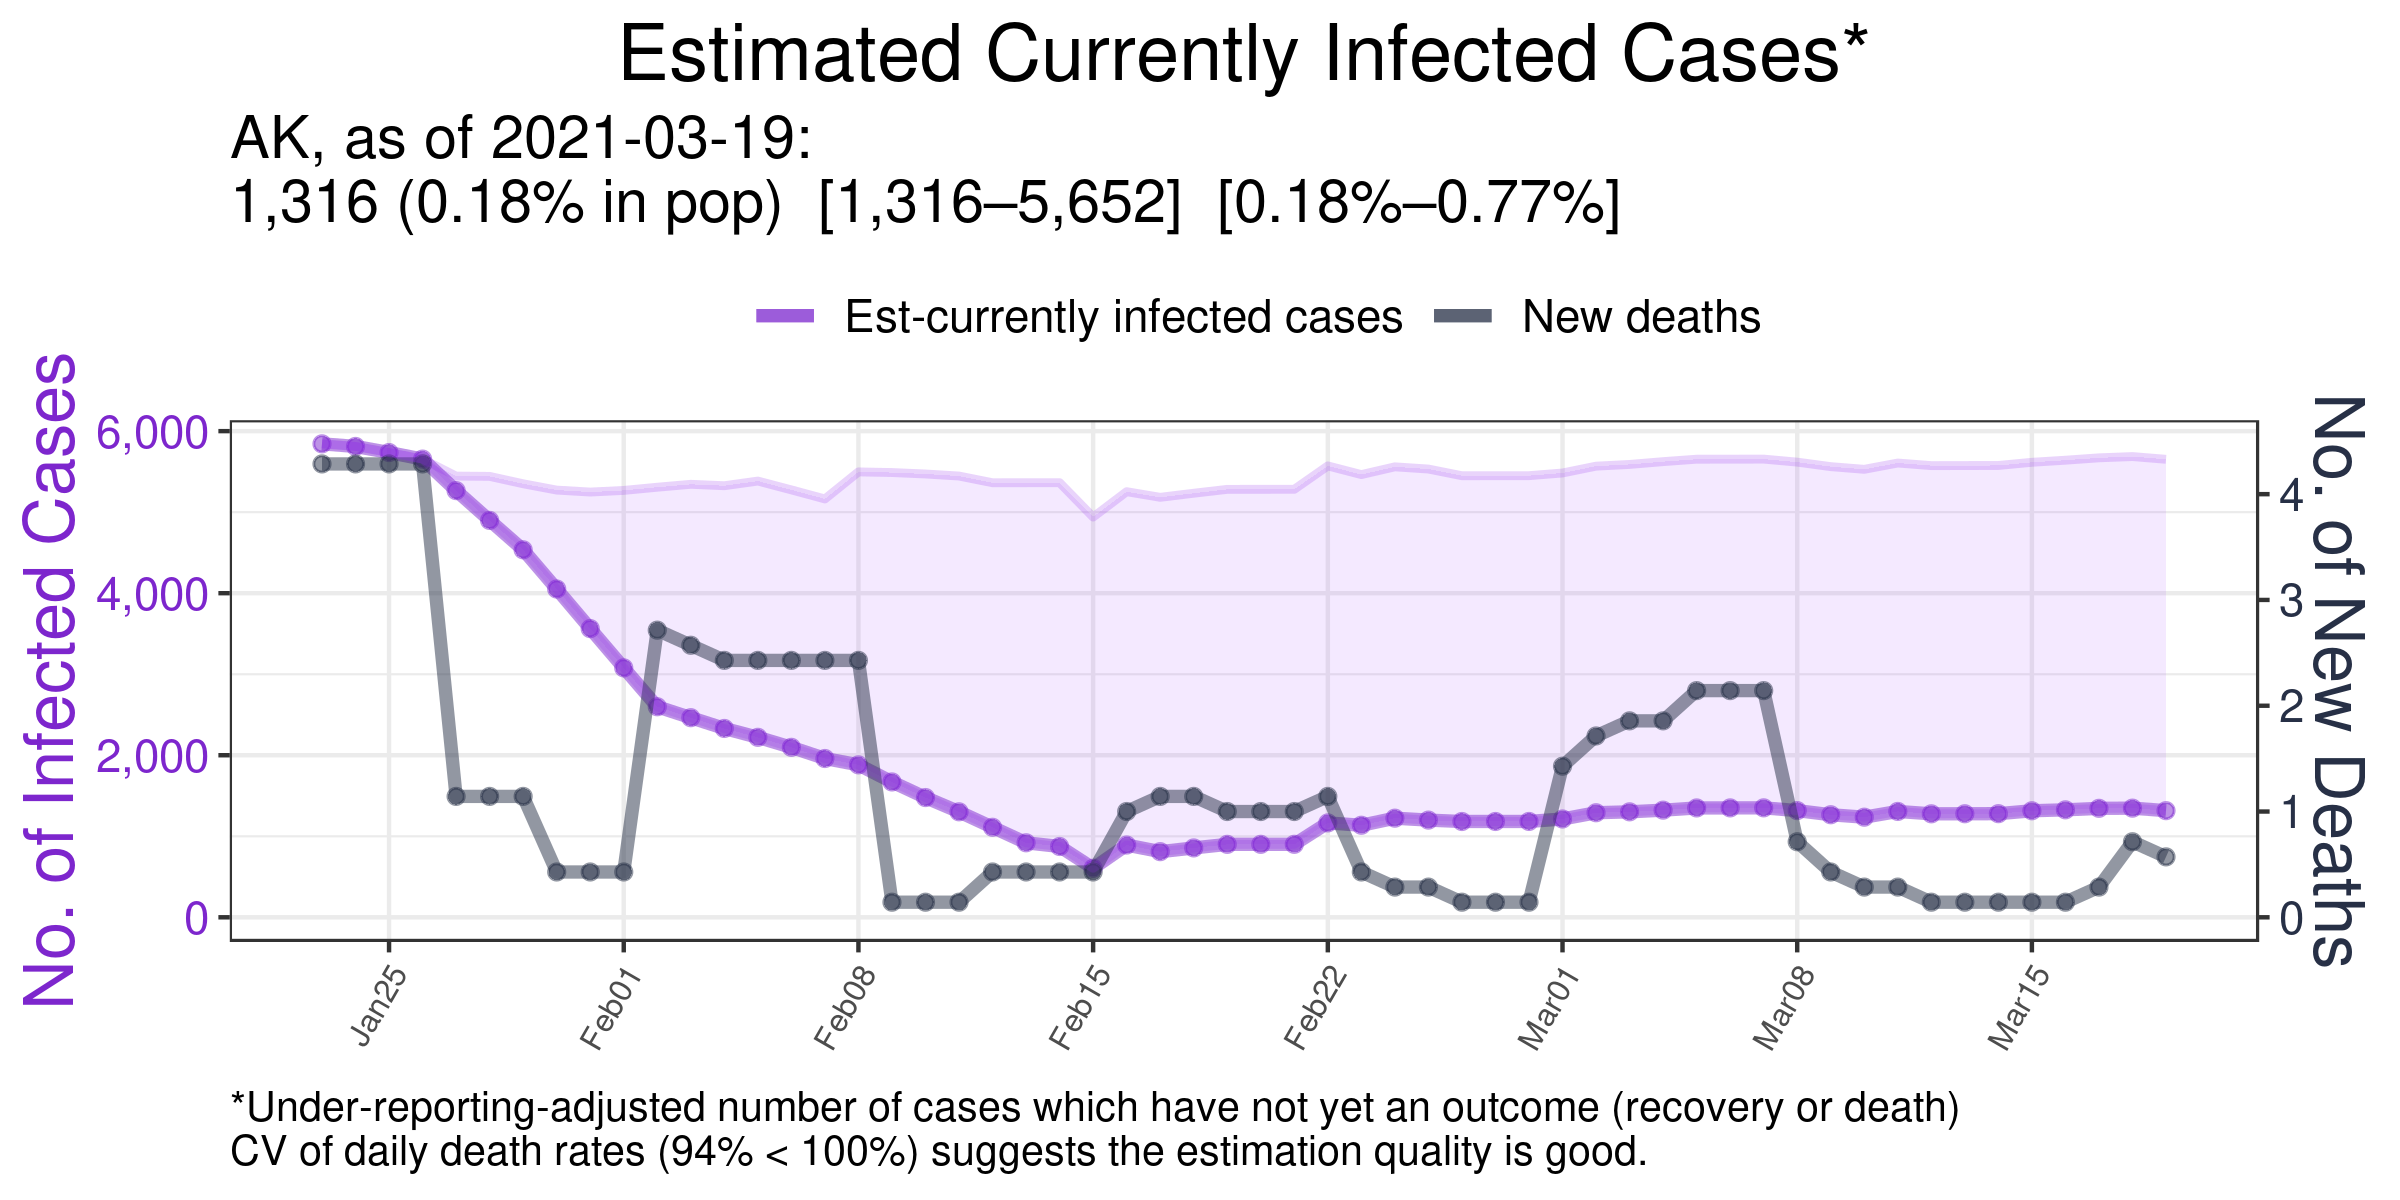 Estimated Currently Infected Cases*
AK, as of 2021-03-19:
1,316 (0.18% in pop)  [1,316–5,652]  [0.18%–0.77%]
Est-currently infected cases
New deaths
No. of Infected Cases
6,000
4,000
2,000
0
No. of New Deaths
4
3
2
1
0
Jan25
Feb01
Feb08
Feb15
Feb22
Mar01
Mar08
Mar15
*Under-reporting-adjusted number of cases which have not yet an outcome (recovery or death)
CV of daily death rates (94% < 100%) suggests the estimation quality is good.